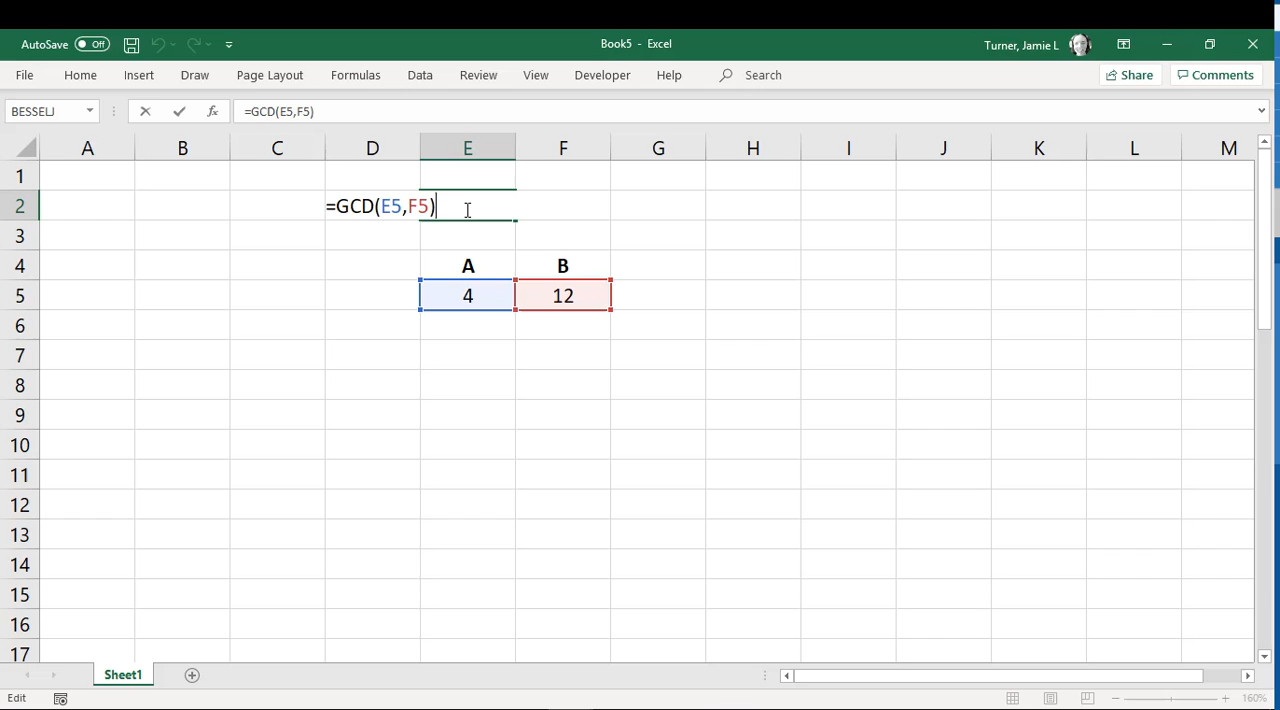 AutoSave Off Book5 - Excel Turner, Jamie L
File Home Insert Draw Page Layout Formulas Data Review View Developer Help Search Share Comments
BESSELJ fx =GCD(E5,F5)
A B C D E F G H I J K L M
1
2 =GCD(E5,F5)
3
4 A B
5 4 12
6
7
8
9
10
11
12
13
14
15
16
17
Sheet1
Edit 160%